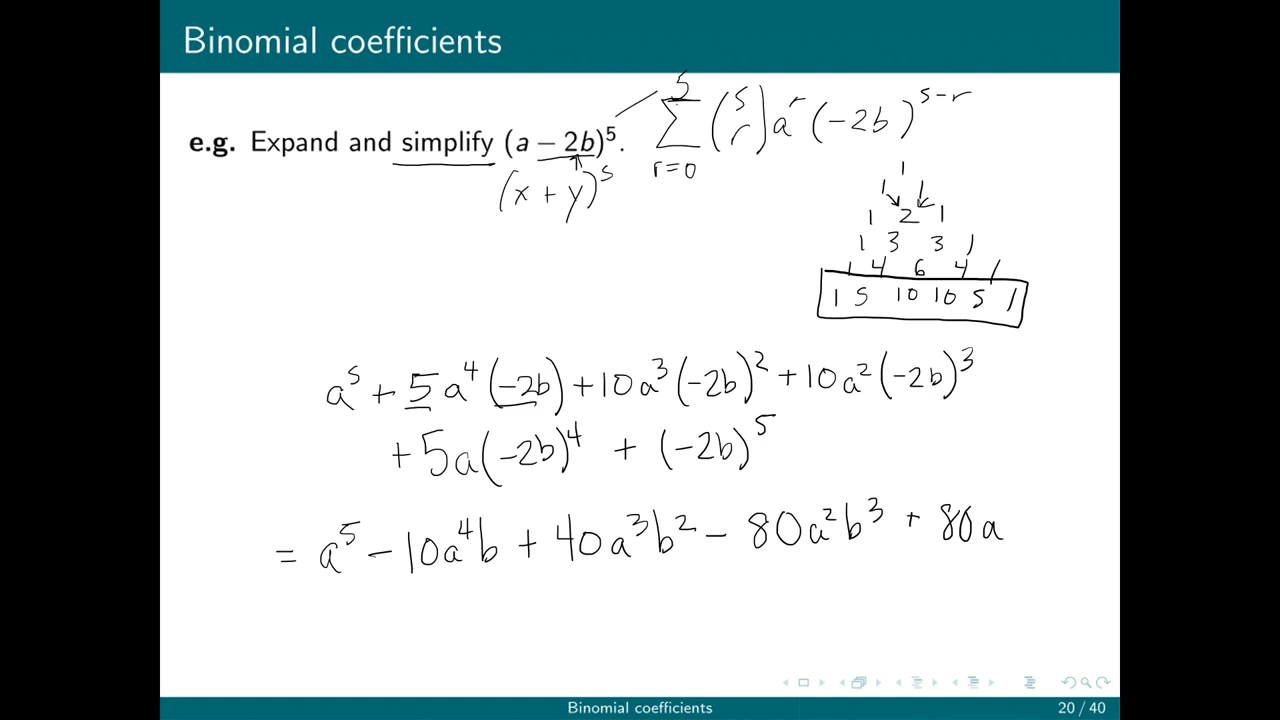 Binomial coefficients
e.g. Expand and simplify (a − 2b)^5.
∑_{r=0}^{5} (5 r) a^r (−2b)^{5−r}
(x + y)^5
1
1 1
1 2 1
1 3 3 1
1 4 6 4 1
1 5 10 10 5 1
a^5 + 5a^4(−2b) + 10a^3(−2b)^2 + 10a^2(−2b)^3
+ 5a(−2b)^4 + (−2b)^5
= a^5 − 10a^4b + 40a^3b^2 − 80a^2b^3 + 80a
Binomial coefficients
20 / 40